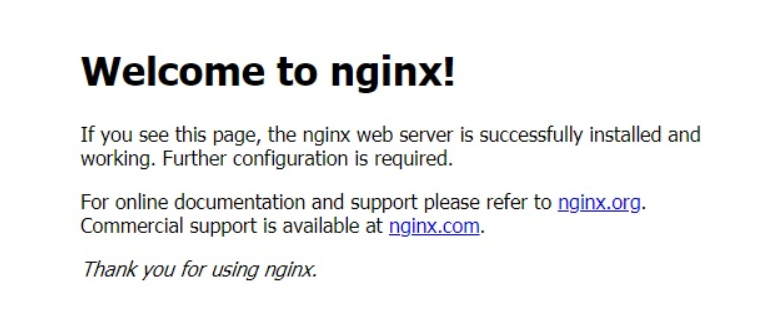 Welcome to nginx!
If you see this page, the nginx web server is successfully installed and
working. Further configuration is required.
For online documentation and support please refer to nginx.org.
Commercial support is available at nginx.com.
Thank you for using nginx.